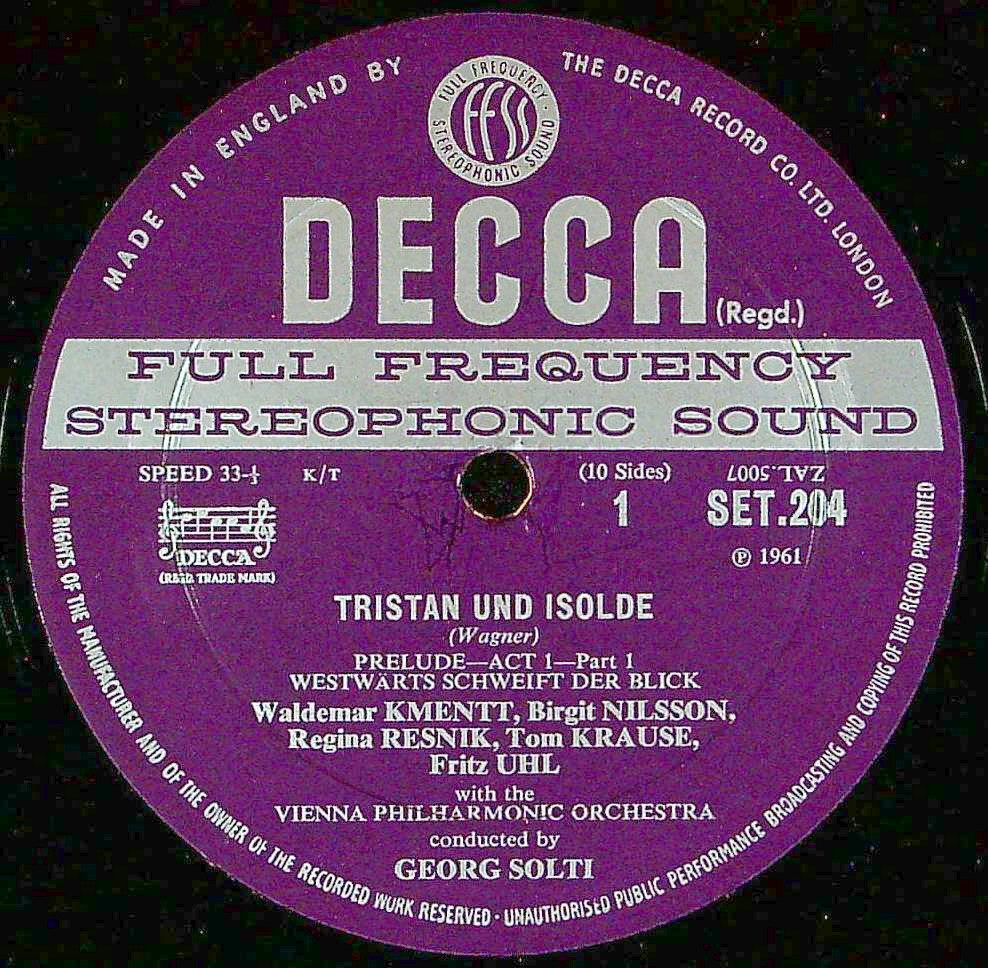 MADE IN ENGLAND BY
THE DECCA RECORD CO. LTD. LONDON
FULL FREQUENCY · STEREOPHONIC SOUND
FFSS
DECCA (Regd.)
FULL FREQUENCY
STEREOPHONIC SOUND
SPEED 33-⅓ K/T (10 Sides) ZAL.5007
1 SET.204
DECCA
(REGD. TRADE MARK)
℗ 1961
TRISTAN UND ISOLDE
(Wagner)
PRELUDE—ACT 1—Part 1
WESTWARTS SCHWEIFT DER BLICK
Waldemar KMENTT, Birgit NILSSON,
Regina RESNIK, Tom KRAUSE,
Fritz UHL
with the
VIENNA PHILHARMONIC ORCHESTRA
conducted by
GEORG SOLTI
ALL RIGHTS OF THE MANUFACTURER AND OF THE OWNER OF THE RECORDED WORK RESERVED · UNAUTHORISED PUBLIC PERFORMANCE BROADCASTING AND COPYING OF THIS RECORD PROHIBITED